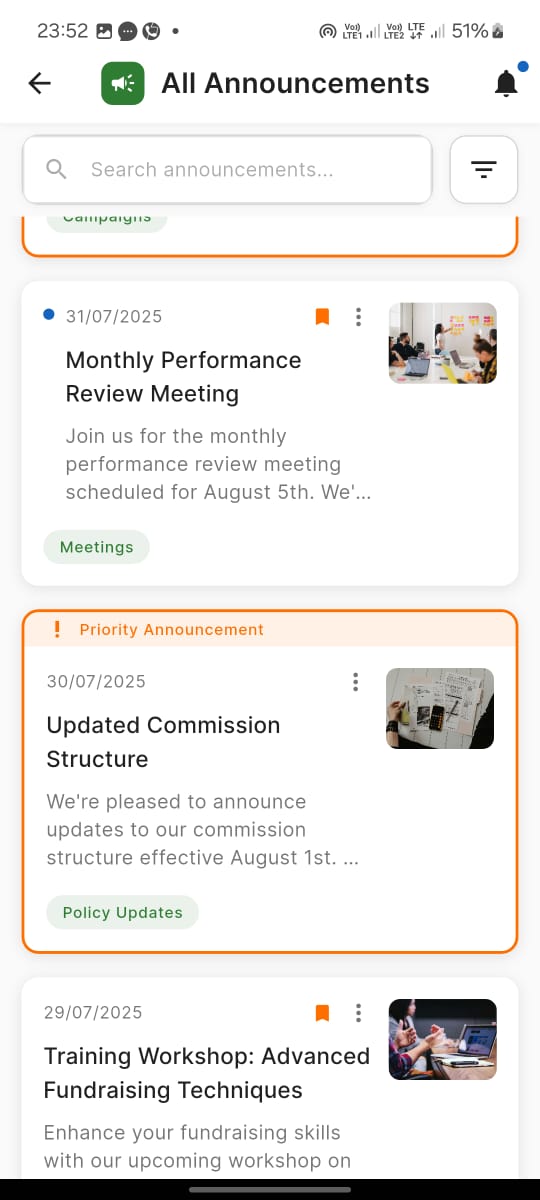 23:52
Vo)) LTE1
Vo)) LTE2
LTE
51%
All Announcements
Search announcements...
Campaigns
31/07/2025
Monthly Performance
Review Meeting
Join us for the monthly
performance review meeting
scheduled for August 5th. We'...
Meetings
! Priority Announcement
30/07/2025
Updated Commission
Structure
We're pleased to announce
updates to our commission
structure effective August 1st. ...
Policy Updates
29/07/2025
Training Workshop: Advanced
Fundraising Techniques
Enhance your fundraising skills
with our upcoming workshop on